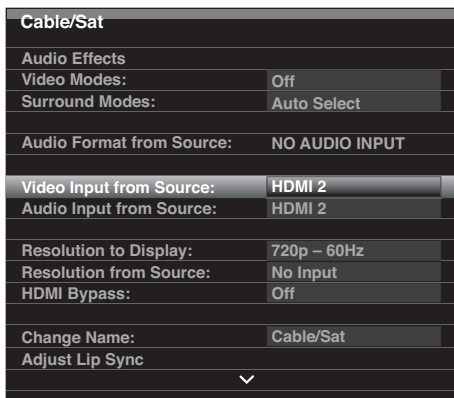 Cable/Sat
Audio Effects
Video Modes: Off
Surround Modes: Auto Select
Audio Format from Source: NO AUDIO INPUT
Video Input from Source: HDMI 2
Audio Input from Source: HDMI 2
Resolution to Display: 720p – 60Hz
Resolution from Source: No Input
HDMI Bypass: Off
Change Name: Cable/Sat
Adjust Lip Sync